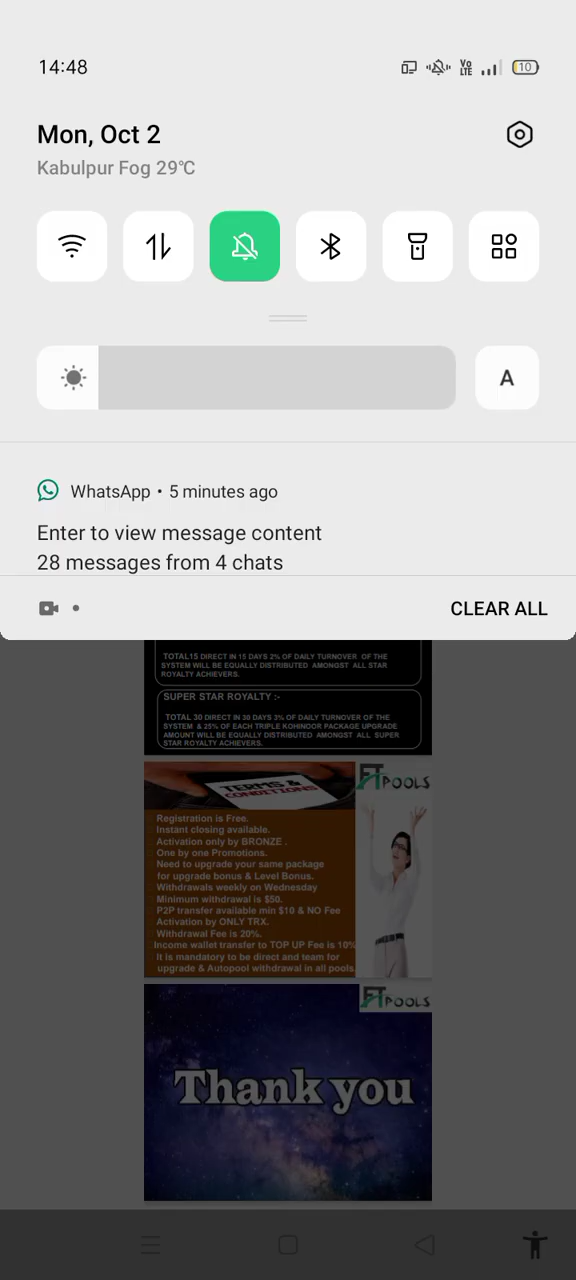 14:48
Vo
LTE
10
Mon, Oct 2
Kabulpur Fog 29°C
A
WhatsApp • 5 minutes ago
Enter to view message content
28 messages from 4 chats
CLEAR ALL
TOTAL15 DIRECT IN 15 DAYS 2% OF DAILY TURNOVER OF THE
SYSTEM WILL BE EQUALLY DISTRIBUTED AMONGST ALL STAR
ROYALTY ACHIEVERS.
SUPER STAR ROYALTY :-
TOTAL 30 DIRECT IN 30 DAYS 3% OF DAILY TURNOVER OF THE
SYSTEM & 25% OF EACH TRIPLE KOHINOOR PACKAGE UPGRADE
AMOUNT WILL BE EQUALLY DISTRIBUTED AMONGST ALL SUPER
STAR ROYALTY ACHIEVERS.
TERMS &
CONDITIONS
FT POOLS
Registration is Free.
Instant closing available.
Activation only by BRONZE .
One by one Promotions.
Need to upgrade your same package
for upgrade bonus & Level Bonus.
Withdrawals weekly on Wednesday
Minimum withdrawal is $50.
P2P transfer available min $10 & NO Fee
Activation by ONLY TRX.
Withdrawal Fee is 20%.
Income wallet transfer to TOP UP Fee is 10%
It is mandatory to be direct and team for
upgrade & Autopool withdrawal in all pools.
FT POOLS
Thank you